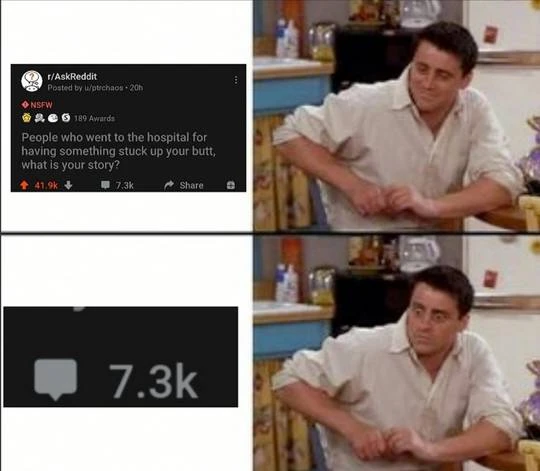 r/AskReddit
Posted by u/ptrchaos • 20h
NSFW
189 Awards
People who went to the hospital for
having something stuck up your butt,
what is your story?
41.9k 7.3k Share
7.3k